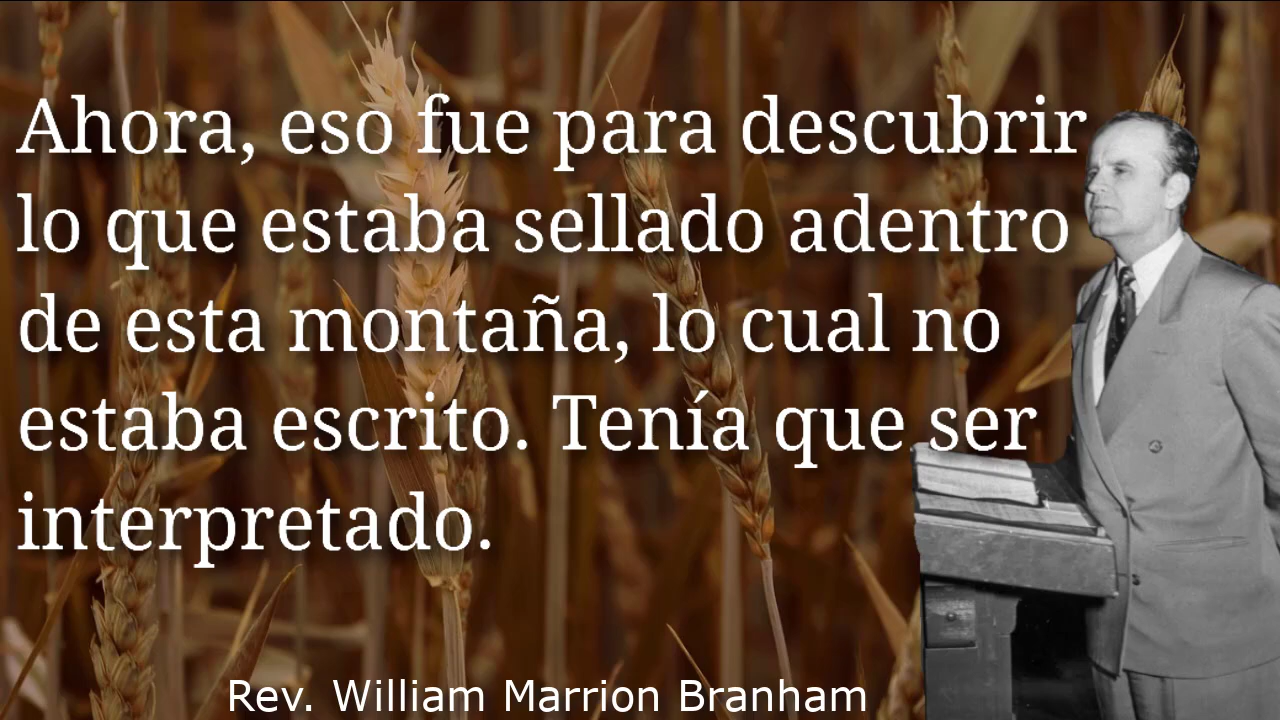 Ahora, eso fue para descubrir
lo que estaba sellado adentro
de esta montaña, lo cual no
estaba escrito. Tenía que ser
interpretado.
Rev. William Marrion Branham